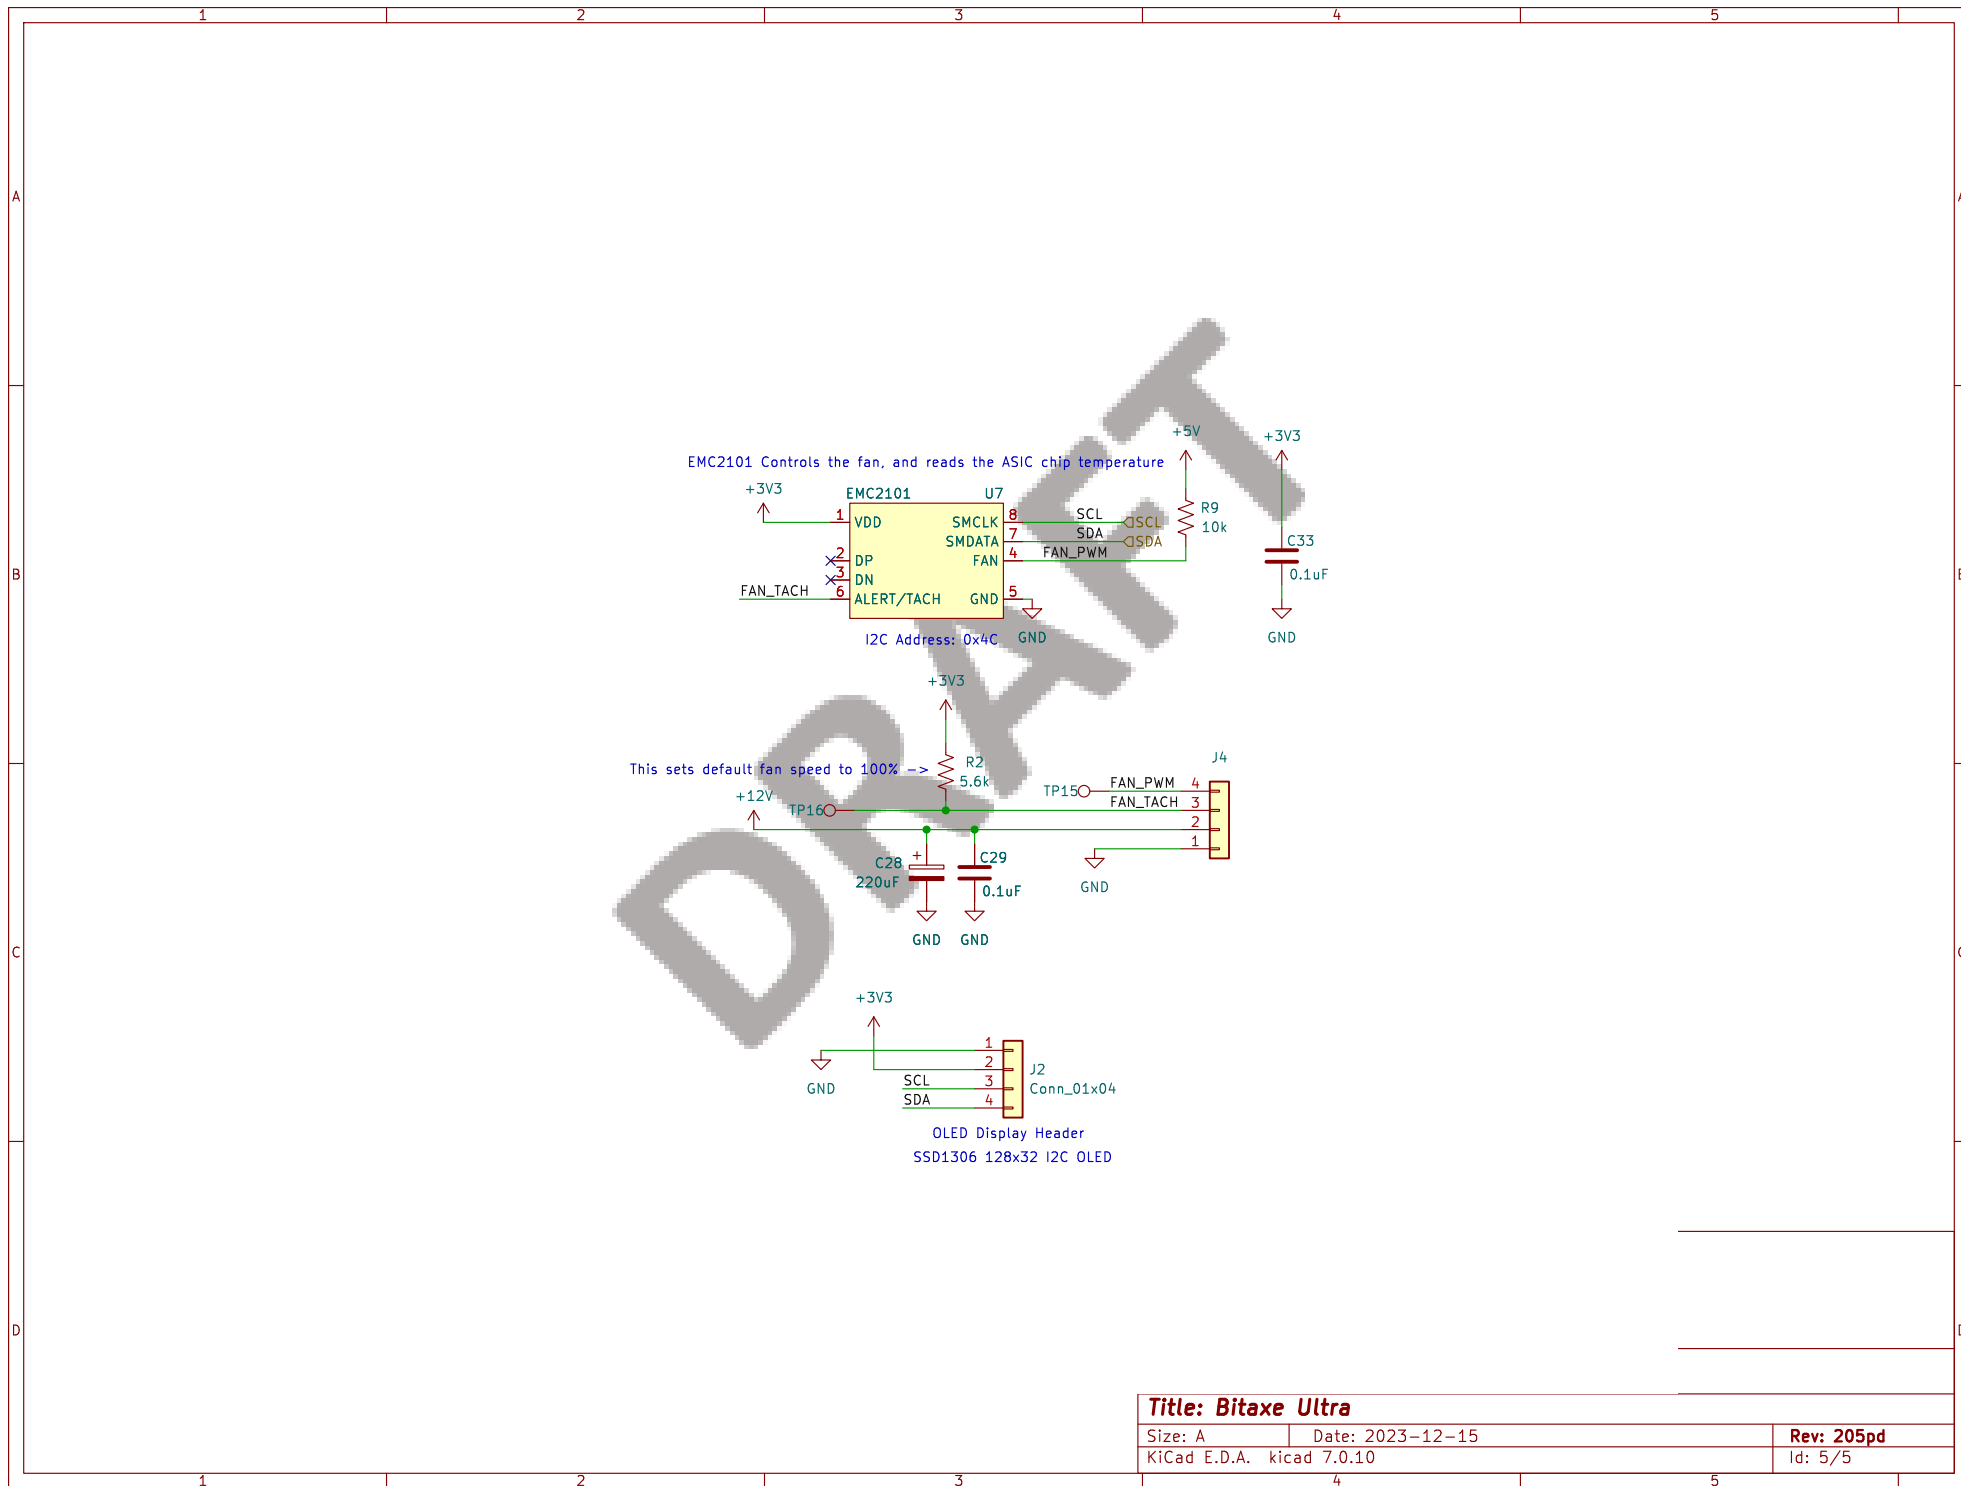 1 2 3 4 5
A
B
C
D
DRAFT
EMC2101 Controls the fan, and reads the ASIC chip temperature
+5V
+3V3
+3V3
EMC2101 U7
1 VDD
2 DP
3 DN
6 ALERT/TACH
SMCLK 8
SMDATA 7
FAN 4
GND 5
FAN_TACH
SCL
SDA
FAN_PWM
SCL
SDA
R9
10k
C33
0.1uF
GND
GND
I2C Address: 0x4C
+3V3
This sets default fan speed to 100% ->
R2
5.6k
+12V
TP16
TP15
FAN_PWM
FAN_TACH
J4
4
3
2
1
C28
220uF
+
C29
0.1uF
GND
GND
GND
+3V3
GND
SCL
SDA
1
2
3
4
J2
Conn_01x04
OLED Display Header
SSD1306 128x32 I2C OLED
Title: Bitaxe Ultra
Size: A Date: 2023-12-15 Rev: 205pd
KiCad E.D.A. kicad 7.0.10 Id: 5/5
1 2 3 4 5